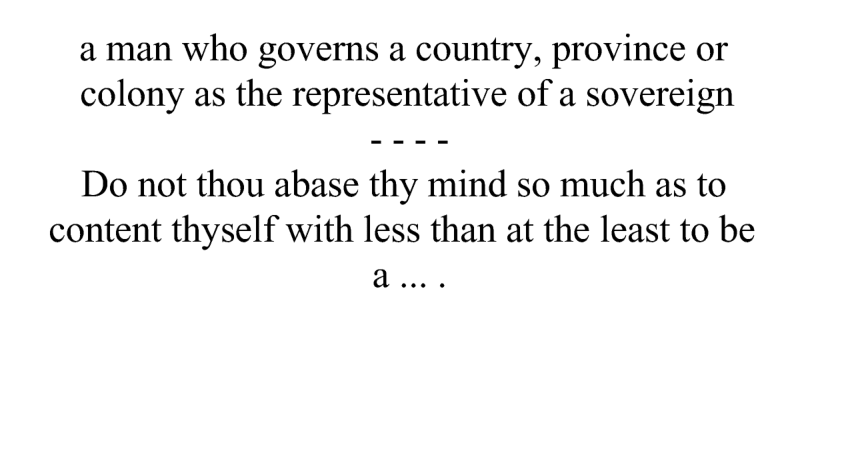 a man who governs a country, province or
colony as the representative of a sovereign
- - - -
Do not thou abase thy mind so much as to
content thyself with less than at the least to be
a ... .